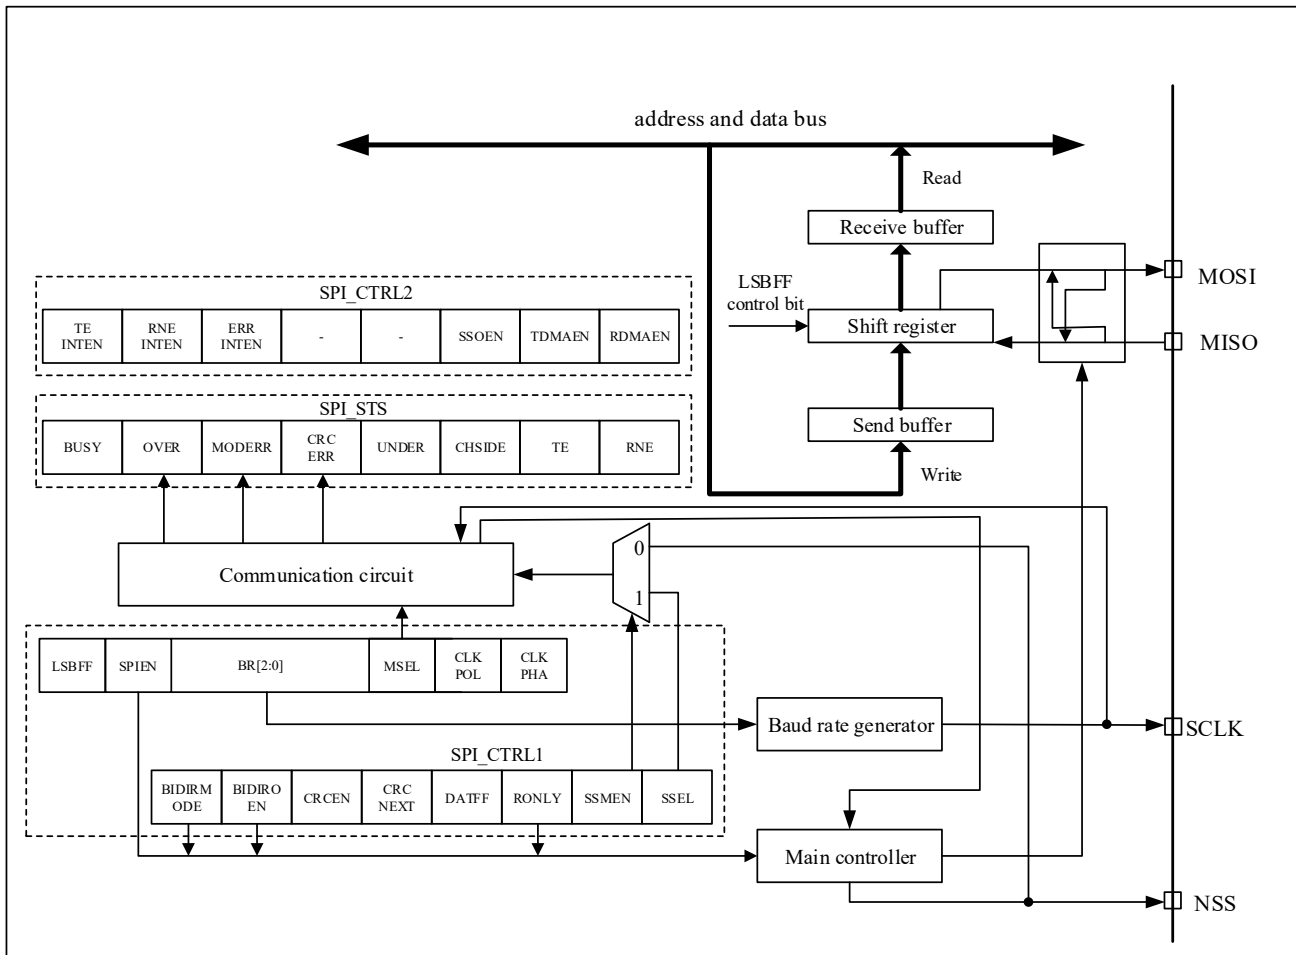 address and data bus
Read
Receive buffer
LSBFF
control bit
Shift register
MOSI
MISO
Send buffer
Write
SPI_CTRL2
TE
INTEN
RNE
INTEN
ERR
INTEN
-
-
SSOEN
TDMAEN
RDMAEN
SPI_STS
BUSY
OVER
MODERR
CRC
ERR
UNDER
CHSIDE
TE
RNE
Communication circuit
0
1
LSBFF
SPIEN
BR[2:0]
MSEL
CLK
POL
CLK
PHA
Baud rate generator
SCLK
SPI_CTRL1
BIDIRM
ODE
BIDIRO
EN
CRCEN
CRC
NEXT
DATFF
RONLY
SSMEN
SSEL
Main controller
NSS